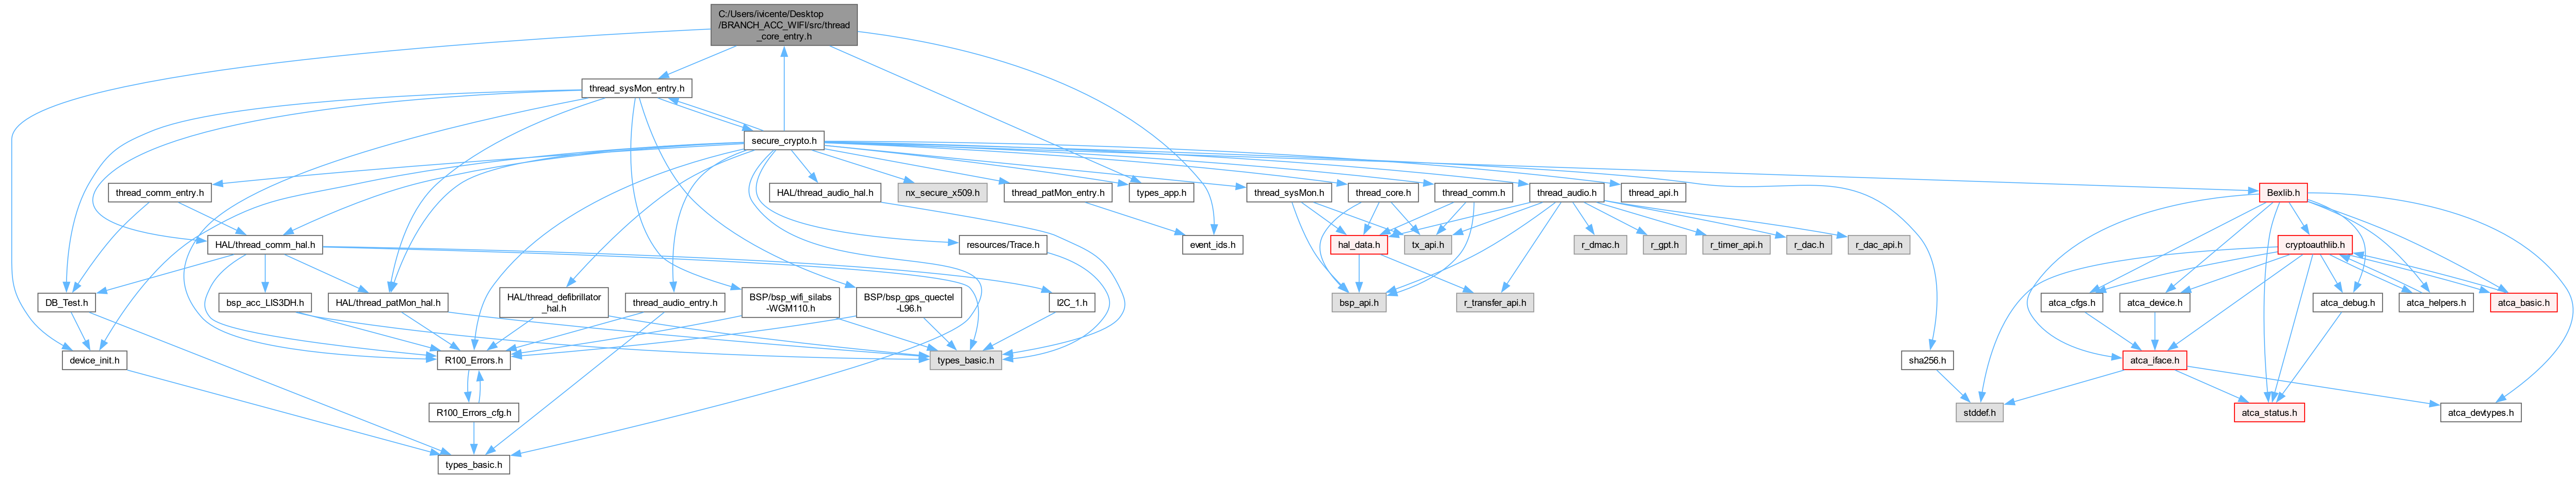 C:/Users/ivicente/Desktop
/BRANCH_ACC_WIFI/src/thread
_core_entry.h
thread_sysMon_entry.h
secure_crypto.h
thread_comm_entry.h
HAL/thread_audio_hal.h
nx_secure_x509.h
thread_patMon_entry.h
types_app.h
thread_sysMon.h
thread_core.h
thread_comm.h
thread_audio.h
thread_api.h
Bexlib.h
HAL/thread_comm_hal.h
resources/Trace.h
event_ids.h
hal_data.h
tx_api.h
r_dmac.h
r_gpt.h
r_timer_api.h
r_dac.h
r_dac_api.h
cryptoauthlib.h
DB_Test.h
bsp_acc_LIS3DH.h
HAL/thread_patMon_hal.h
HAL/thread_defibrillator
_hal.h
thread_audio_entry.h
BSP/bsp_wifi_silabs
-WGM110.h
BSP/bsp_gps_quectel
-L96.h
I2C_1.h
bsp_api.h
r_transfer_api.h
atca_cfgs.h
atca_device.h
atca_debug.h
atca_helpers.h
atca_basic.h
device_init.h
R100_Errors.h
types_basic.h
sha256.h
atca_iface.h
R100_Errors_cfg.h
stddef.h
atca_status.h
atca_devtypes.h
types_basic.h